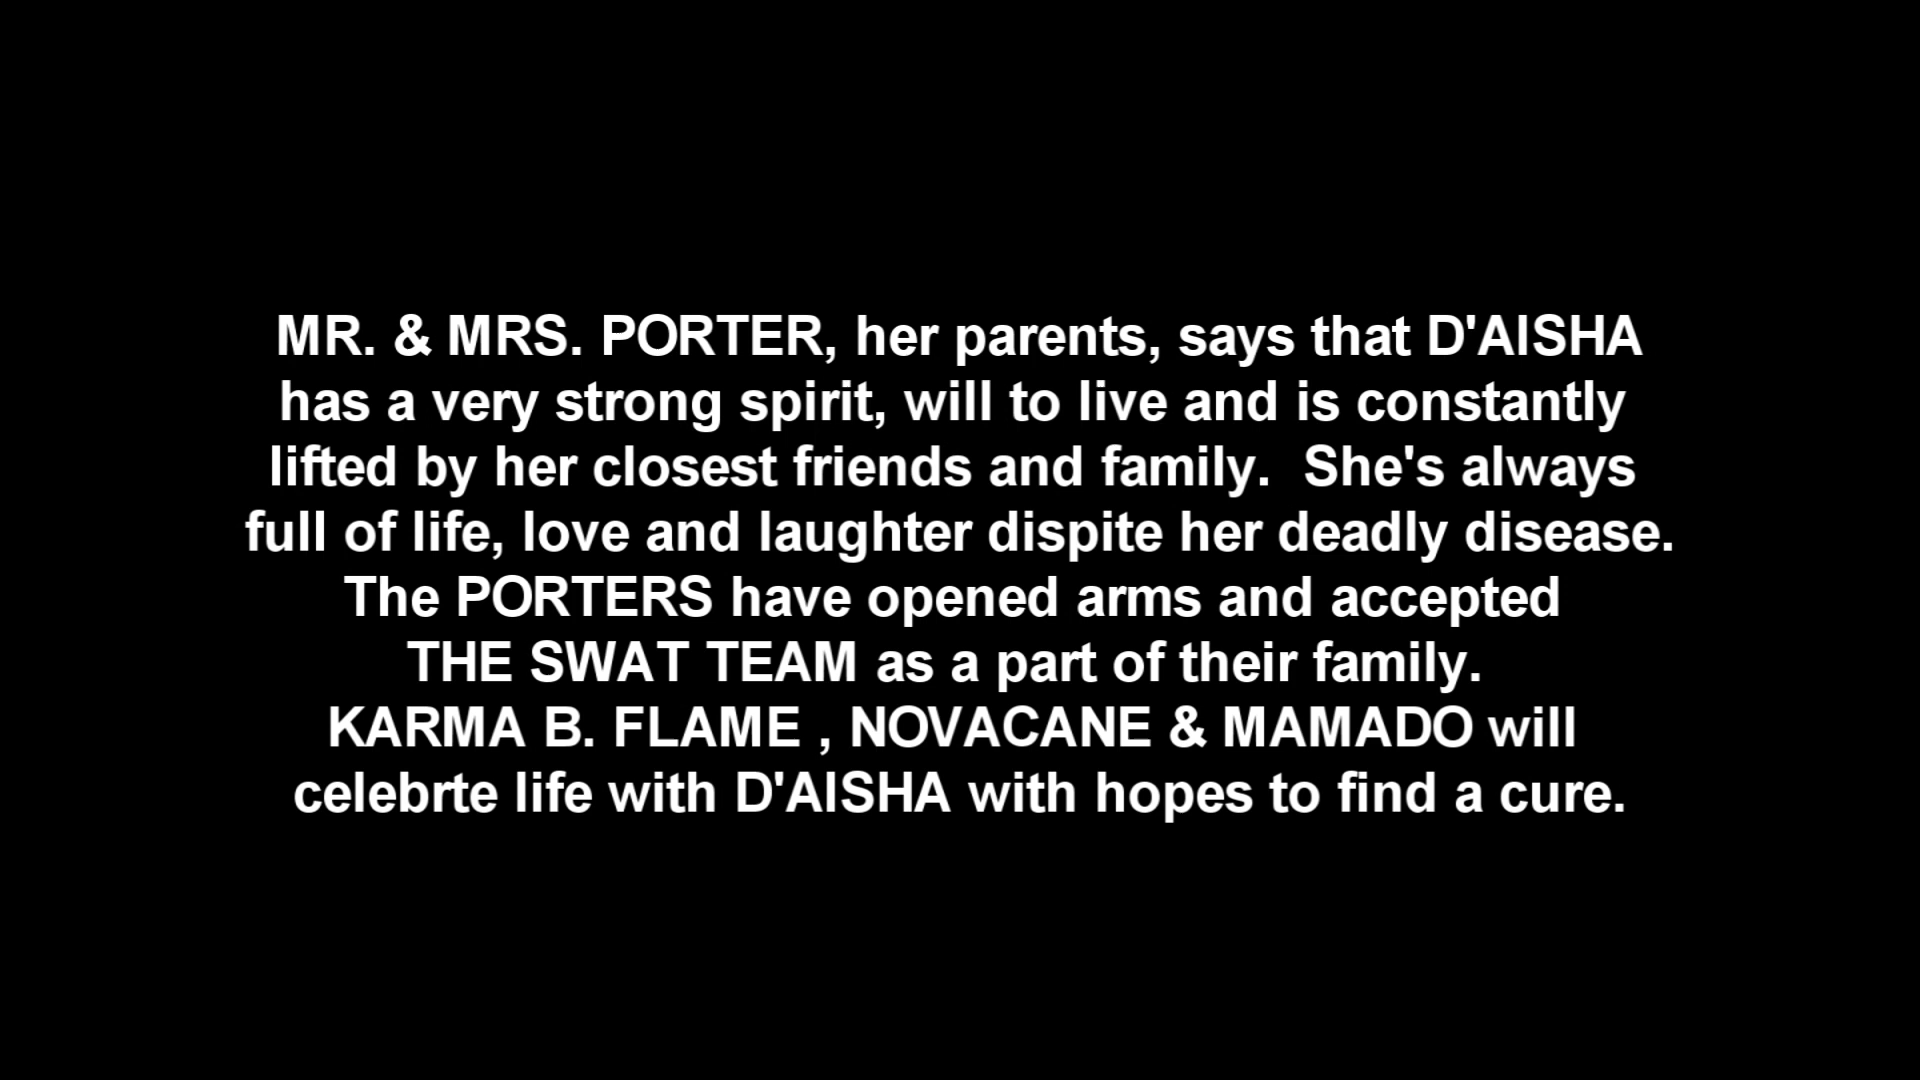 MR. & MRS. PORTER, her parents, says that D'AISHA
has a very strong spirit, will to live and is constantly
lifted by her closest friends and family.  She's always
full of life, love and laughter dispite her deadly disease.
The PORTERS have opened arms and accepted
THE SWAT TEAM as a part of their family.
KARMA B. FLAME , NOVACANE & MAMADO will
celebrte life with D'AISHA with hopes to find a cure.